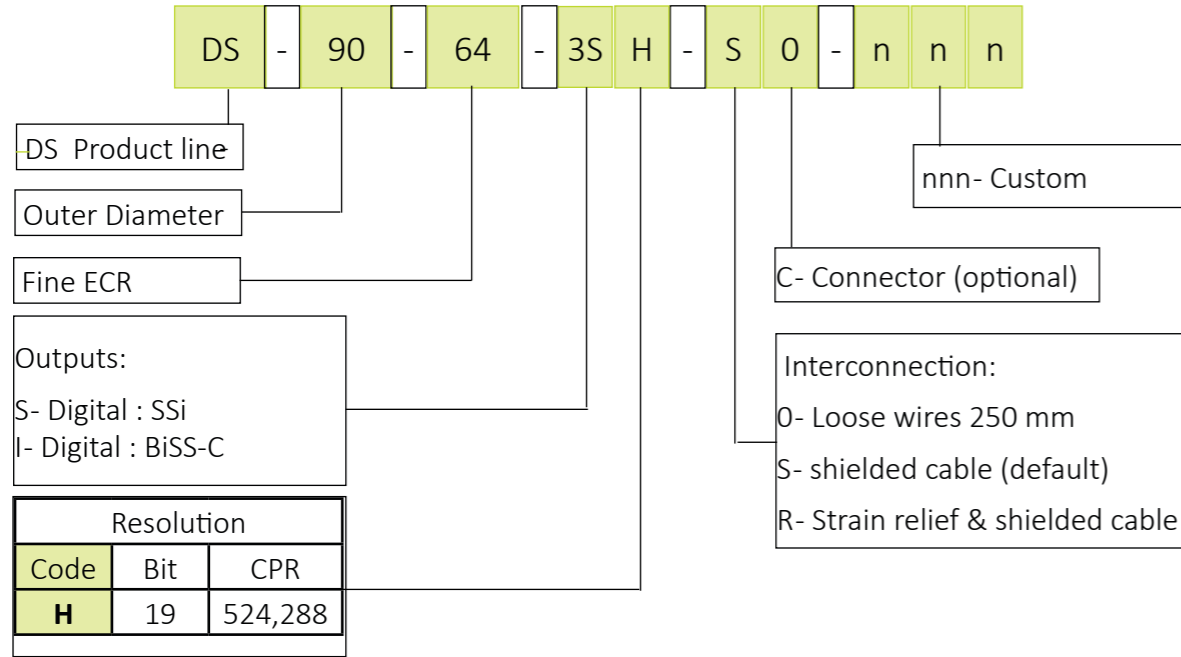 DS - 90 - 64 - 3S H - S 0 - n n n
DS Product line
Outer Diameter
Fine ECR
Outputs:
S- Digital : SSi
I- Digital : BiSS-C
Resolution
Code Bit CPR
H 19 524,288
nnn- Custom
C- Connector (optional)
Interconnection:
0- Loose wires 250 mm
S- shielded cable (default)
R- Strain relief & shielded cable